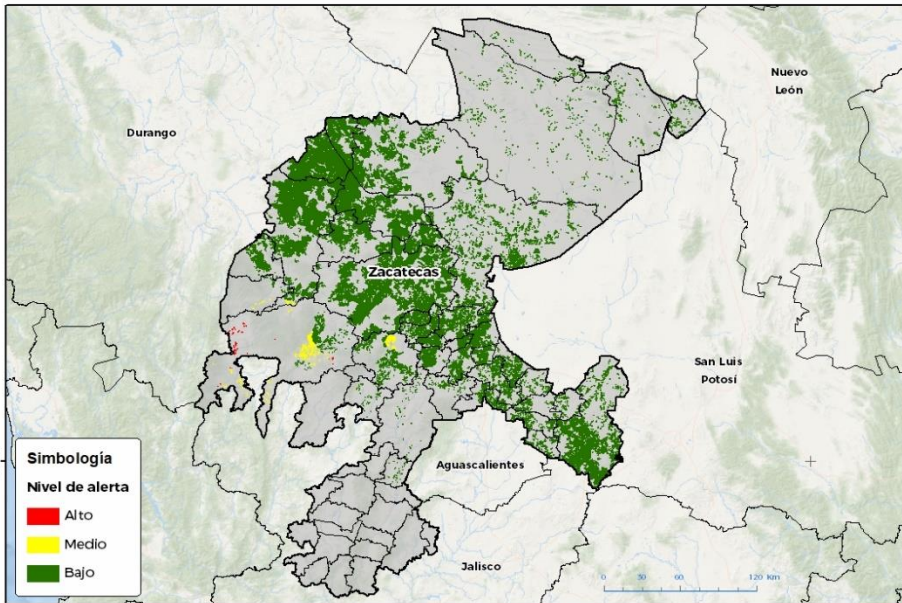 Nuevo
León
Durango
Zacatecas
San Luis
Potosí
Aguascalientes
Jalisco
Simbología
Nivel de alerta
Alto
Medio
Bajo
0 30 60 120 Km